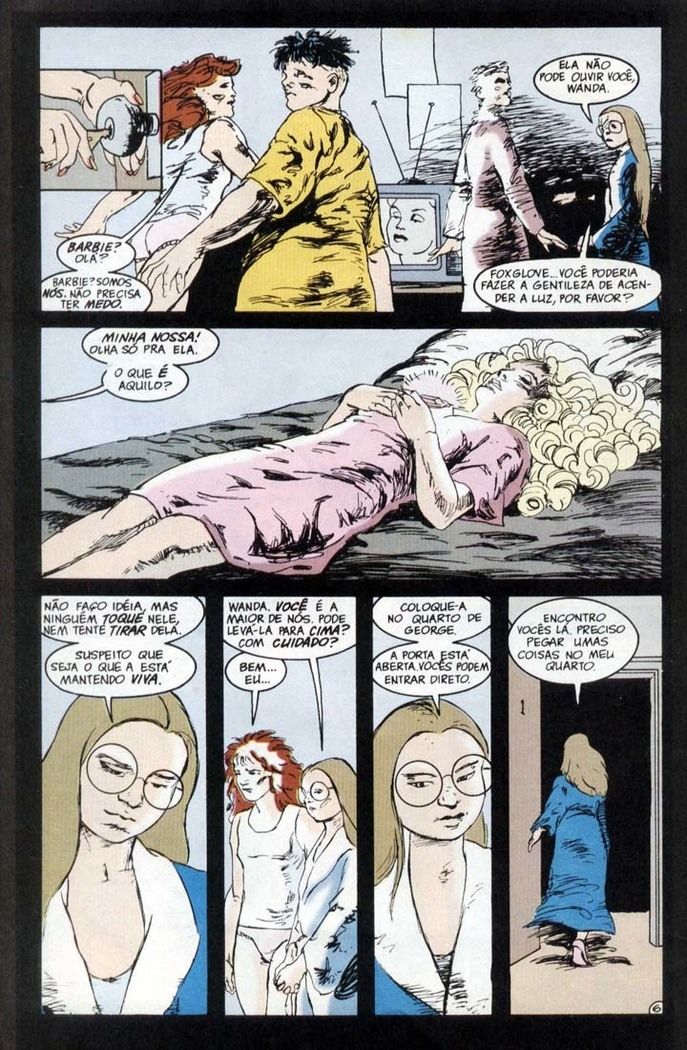 BARBIE?
OLÁ?
BARBIE? SOMOS
NÓS. NÃO PRECISA
TER MEDO.
ELA NÃO
PODE OUVIR VOCÊ,
WANDA.
FOXGLOVE... VOCÊ PODERIA
FAZER A GENTILEZA DE ACEN-
DER A LUZ, POR FAVOR?
MINHA NOSSA!
OLHA SÓ PRA ELA.
O QUE É
AQUILO?
NÃO FAÇO IDÉIA, MAS
NINGUÉM TOQUE NELE,
NEM TENTE TIRAR DELA.
SUSPEITO QUE
SEJA O QUE A ESTÁ
MANTENDO VIVA.
WANDA. VOCÊ É A
MAIOR DE NÓS. PODE
LEVÁ-LA PARA CIMA?
COM CUIDADO?
BEM...
EU...
COLOQUE-A
NO QUARTO DE
GEORGE.
A PORTA ESTÁ
ABERTA. VOCÊS PODEM
ENTRAR DIRETO.
ENCONTRO
VOCÊS LÁ. PRECISO
PEGAR UMAS
COISAS NO MEU
QUARTO.
1
6